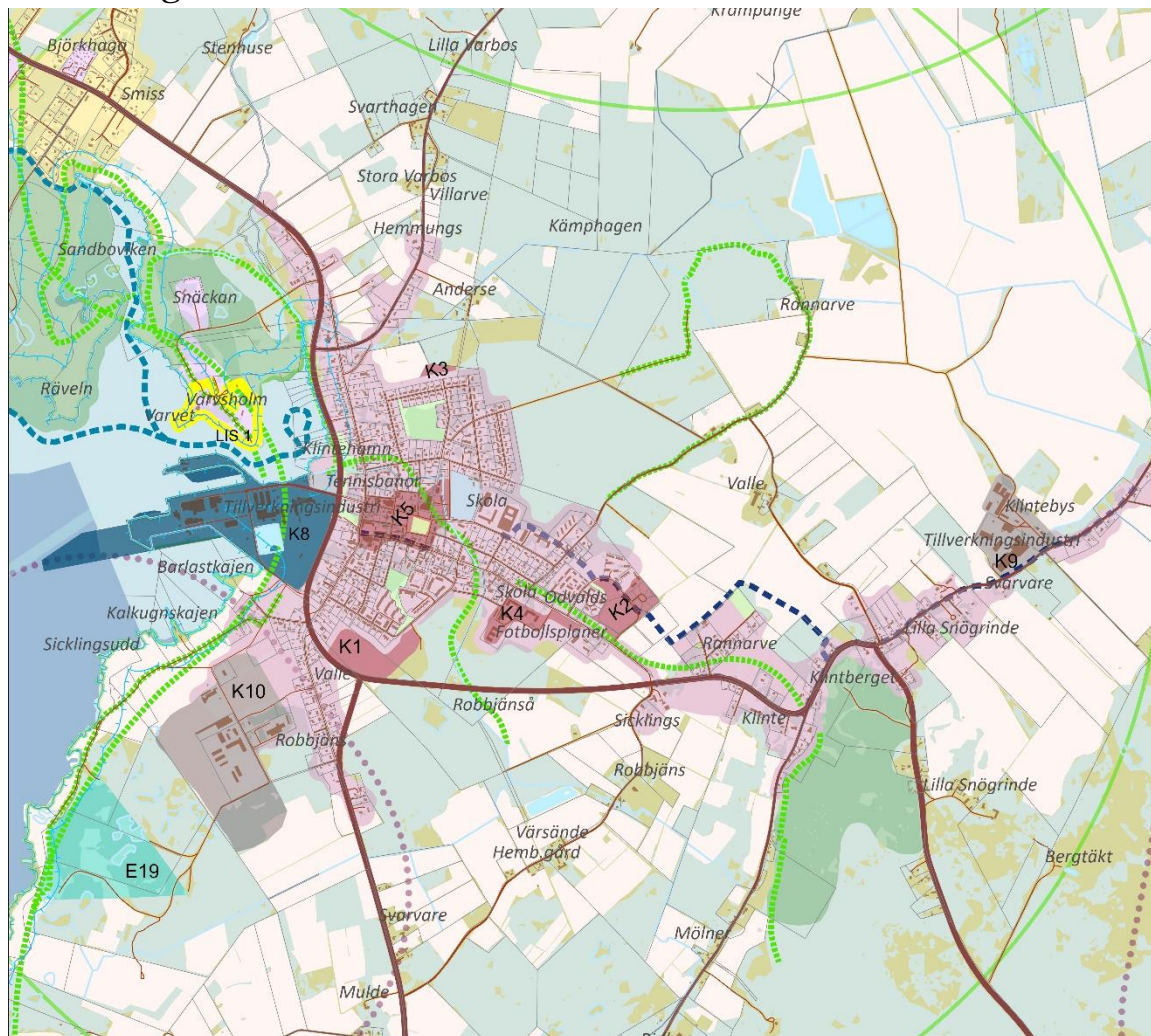 Krampänge
Björkhaga
Stenhuse
Lilla Varbos
Smiss
Svarthagen
Stora Varbos
Villarve
Hemmungs
Kämphagen
Sandboviken
Snäckan
Anderse
Rannarve
K3
Räveln
Varvsholm
Varvet
LIS 1
Klintehamn
Tennisbanor
Skola
Valle
Tillverkningsindustri
K5
K8
Klintebys
Tillverkningsindustri
K9
Svarvare
Barlastkajen
Skola
Odvalds
K4
K2
Fotbollsplaner
Kalkugnskajen
Lilla Snögrinde
Sicklingsudd
Rannarve
K1
Valle
Klintberget
K10
Robbjänså
Sicklings
Klinte
Robbjäns
Robbjäns
Lilla Snögrinde
Värsände
Hemb.gård
Bergtäkt
E19
Svarvare
Mölner
Mulde